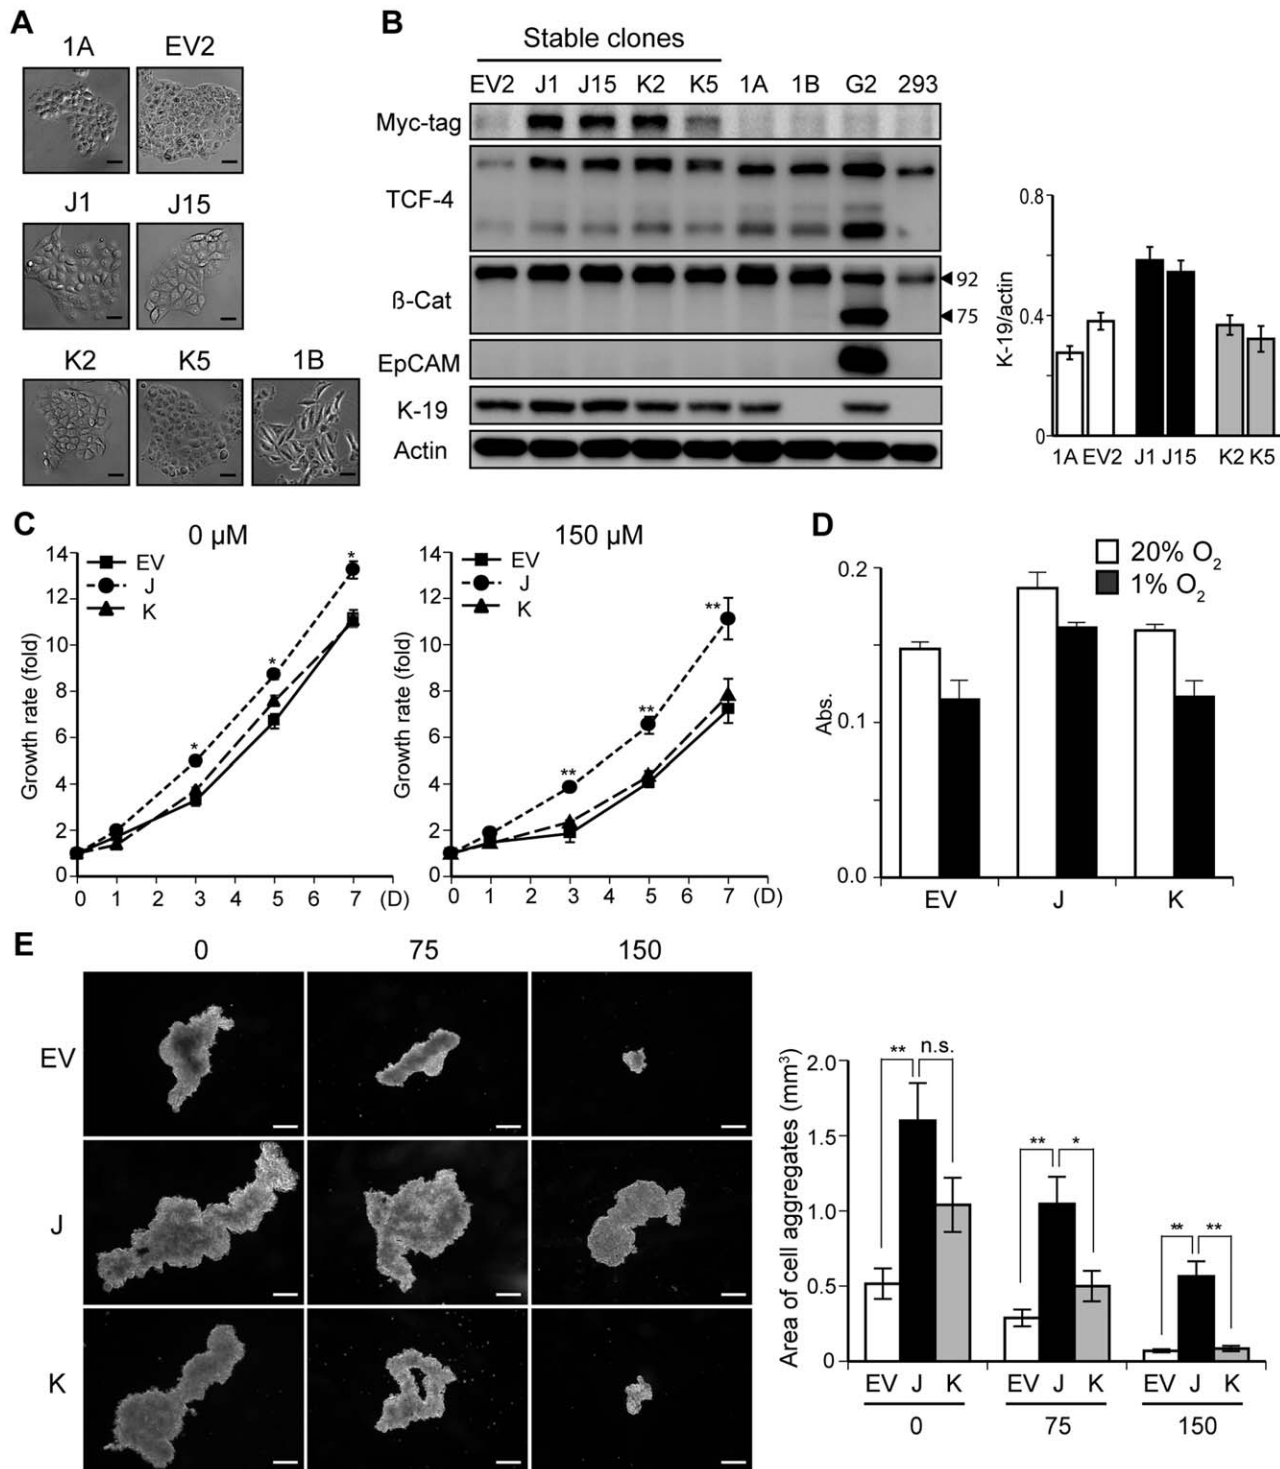 A
1A EV2
J1 J15
K2 K5 1B
B
Stable clones
EV2 J1 J15 K2 K5 1A 1B G2 293
Myc-tag
TCF-4
ß-Cat
92
75
EpCAM
K-19
Actin
K-19/actin
0.8
0.4
0
1A EV2 J1 J15 K2 K5
C
0 µM
EV
J
K
Growth rate (fold)
14
12
10
8
6
4
2
0
* * *
0 1 2 3 4 5 6 7 (D)
150 µM
EV
J
K
Growth rate (fold)
14
12
10
8
6
4
2
0
** ** **
0 1 2 3 4 5 6 7 (D)
D
20% O2
1% O2
Abs.
0.2
0.1
0.0
EV J K
E
0 75 150
EV
J
K
Area of cell aggregates (mm³)
2.0
1.5
1.0
0.5
0
** n.s.
** *
** **
EV J K EV J K EV J K
0 75 150